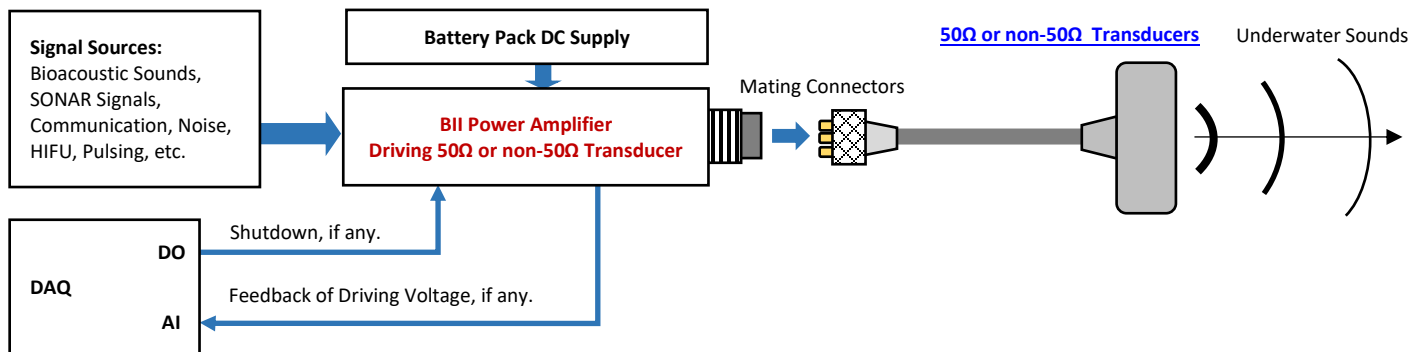 Signal Sources:
Bioacoustic Sounds,
SONAR Signals,
Communication, Noise,
HIFU, Pulsing, etc.
Battery Pack DC Supply
BII Power Amplifier
Driving 50Ω or non-50Ω Transducer
Mating Connectors
50Ω or non-50Ω Transducers
Underwater Sounds
DAQ
DO
AI
Shutdown, if any.
Feedback of Driving Voltage, if any.